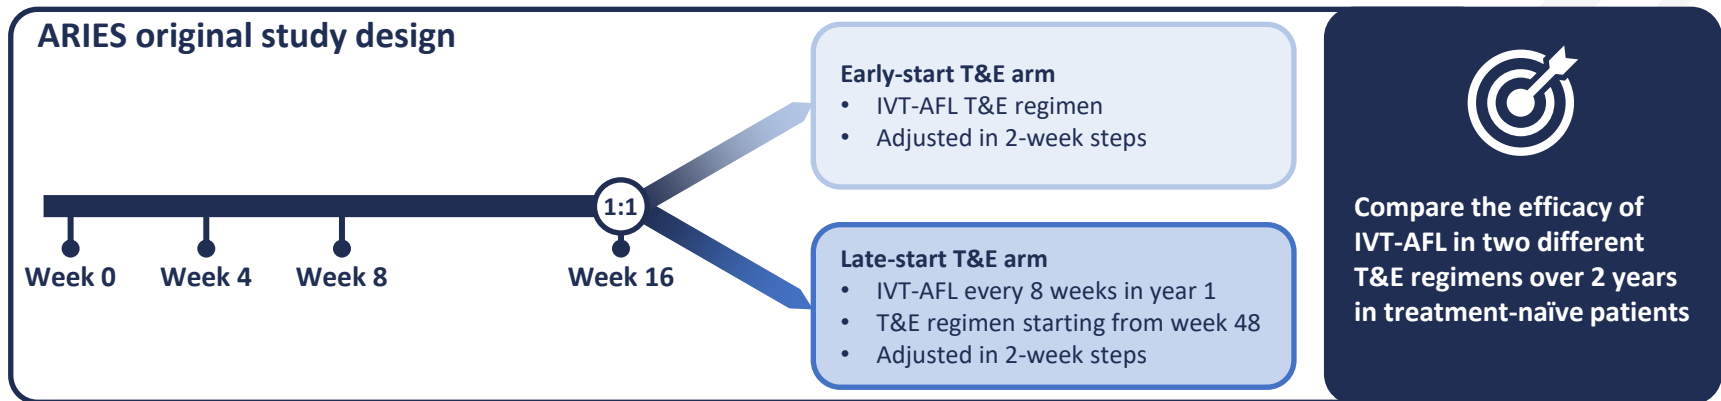 ARIES original study design
Week 0
Week 4
Week 8
Week 16
1:1
Early-start T&E arm
• IVT-AFL T&E regimen
• Adjusted in 2-week steps
Late-start T&E arm
• IVT-AFL every 8 weeks in year 1
• T&E regimen starting from week 48
• Adjusted in 2-week steps
Compare the efficacy of
IVT-AFL in two different
T&E regimens over 2 years
in treatment-naïve patients